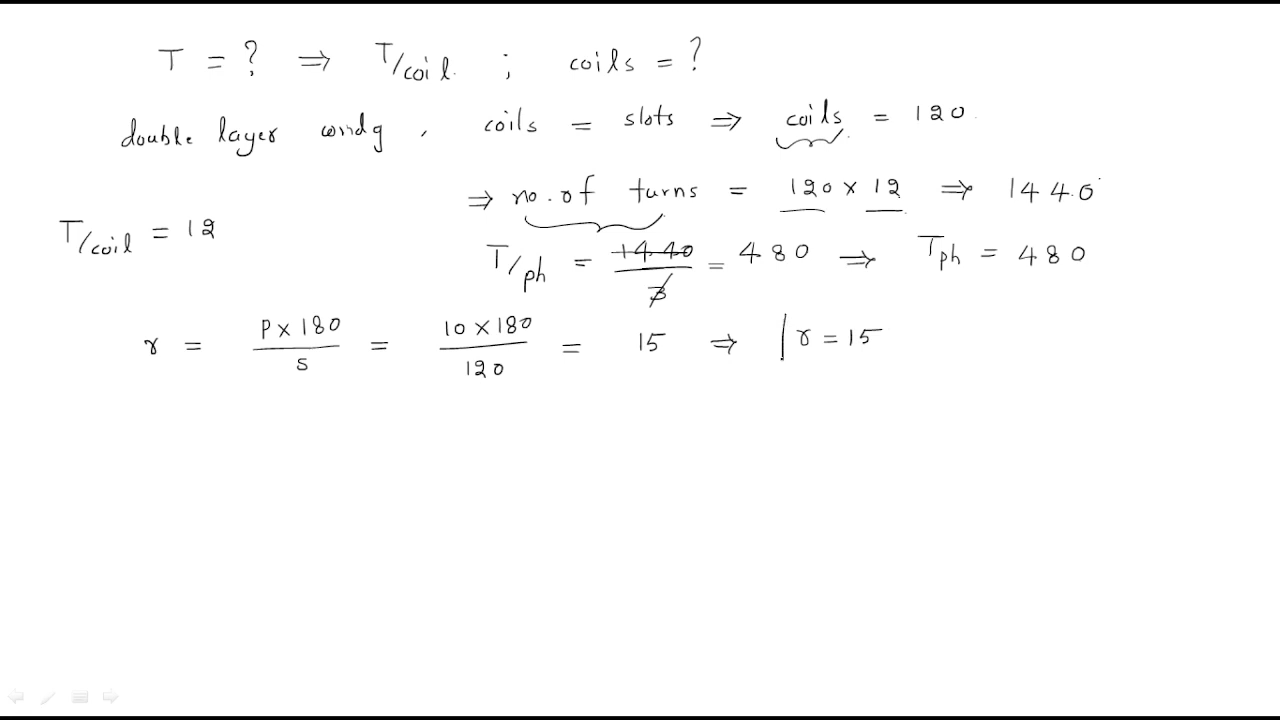 T = ? ⇒ T/coil ; coils = ?
double layer windg , coils = slots ⇒ coils = 120
⇒ no. of turns = 120 x 12 ⇒ 1440
T/coil = 12
T/ph = 1440/3 = 480 ⇒ Tph = 480
γ = P x 180/S = 10 x 180/120 = 15 ⇒ γ = 15